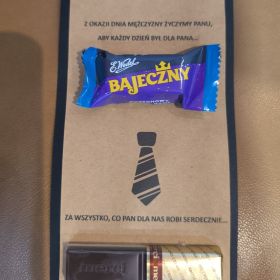 Z OKAZJI DNIA MĘŻCZYZNY ŻYCZYMY PANU,
ABY KAŻDY DZIEŃ BYŁ DLA PANA...
E. Wedel
BAJECZNY
ZA WSZYSTKO, CO PAN DLA NAS ROBI SERDECZNIE...